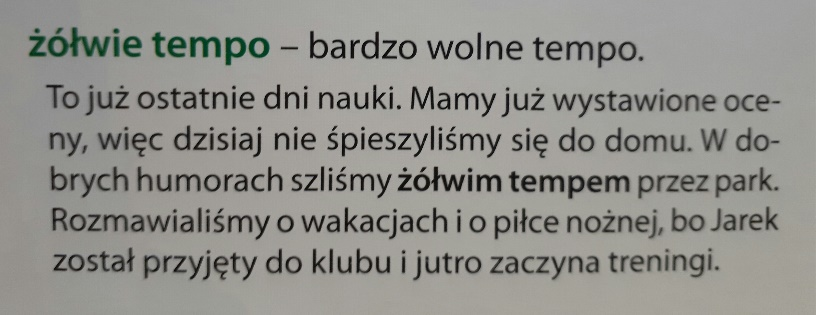 żółwie tempo – bardzo wolne tempo.
To już ostatnie dni nauki. Mamy już wystawione oce-
ny, więc dzisiaj nie śpieszyliśmy się do domu. W do-
brych humorach szliśmy żółwim tempem przez park.
Rozmawialiśmy o wakacjach i o piłce nożnej, bo Jarek
został przyjęty do klubu i jutro zaczyna treningi.